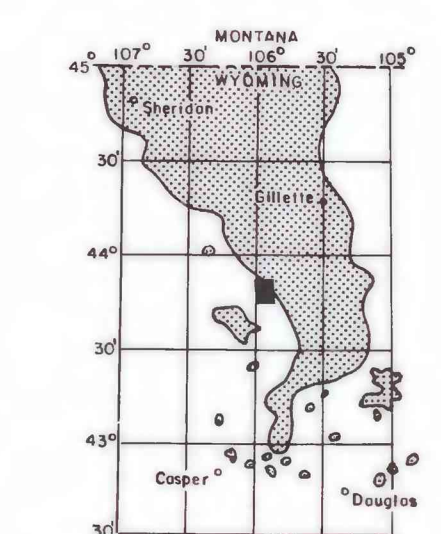 MONTANA
45° 107° 30' 106° 30' 105°
WYOMING
Sheridan
30'
Gillette
44°
30'
43°
Casper
Douglas
30'